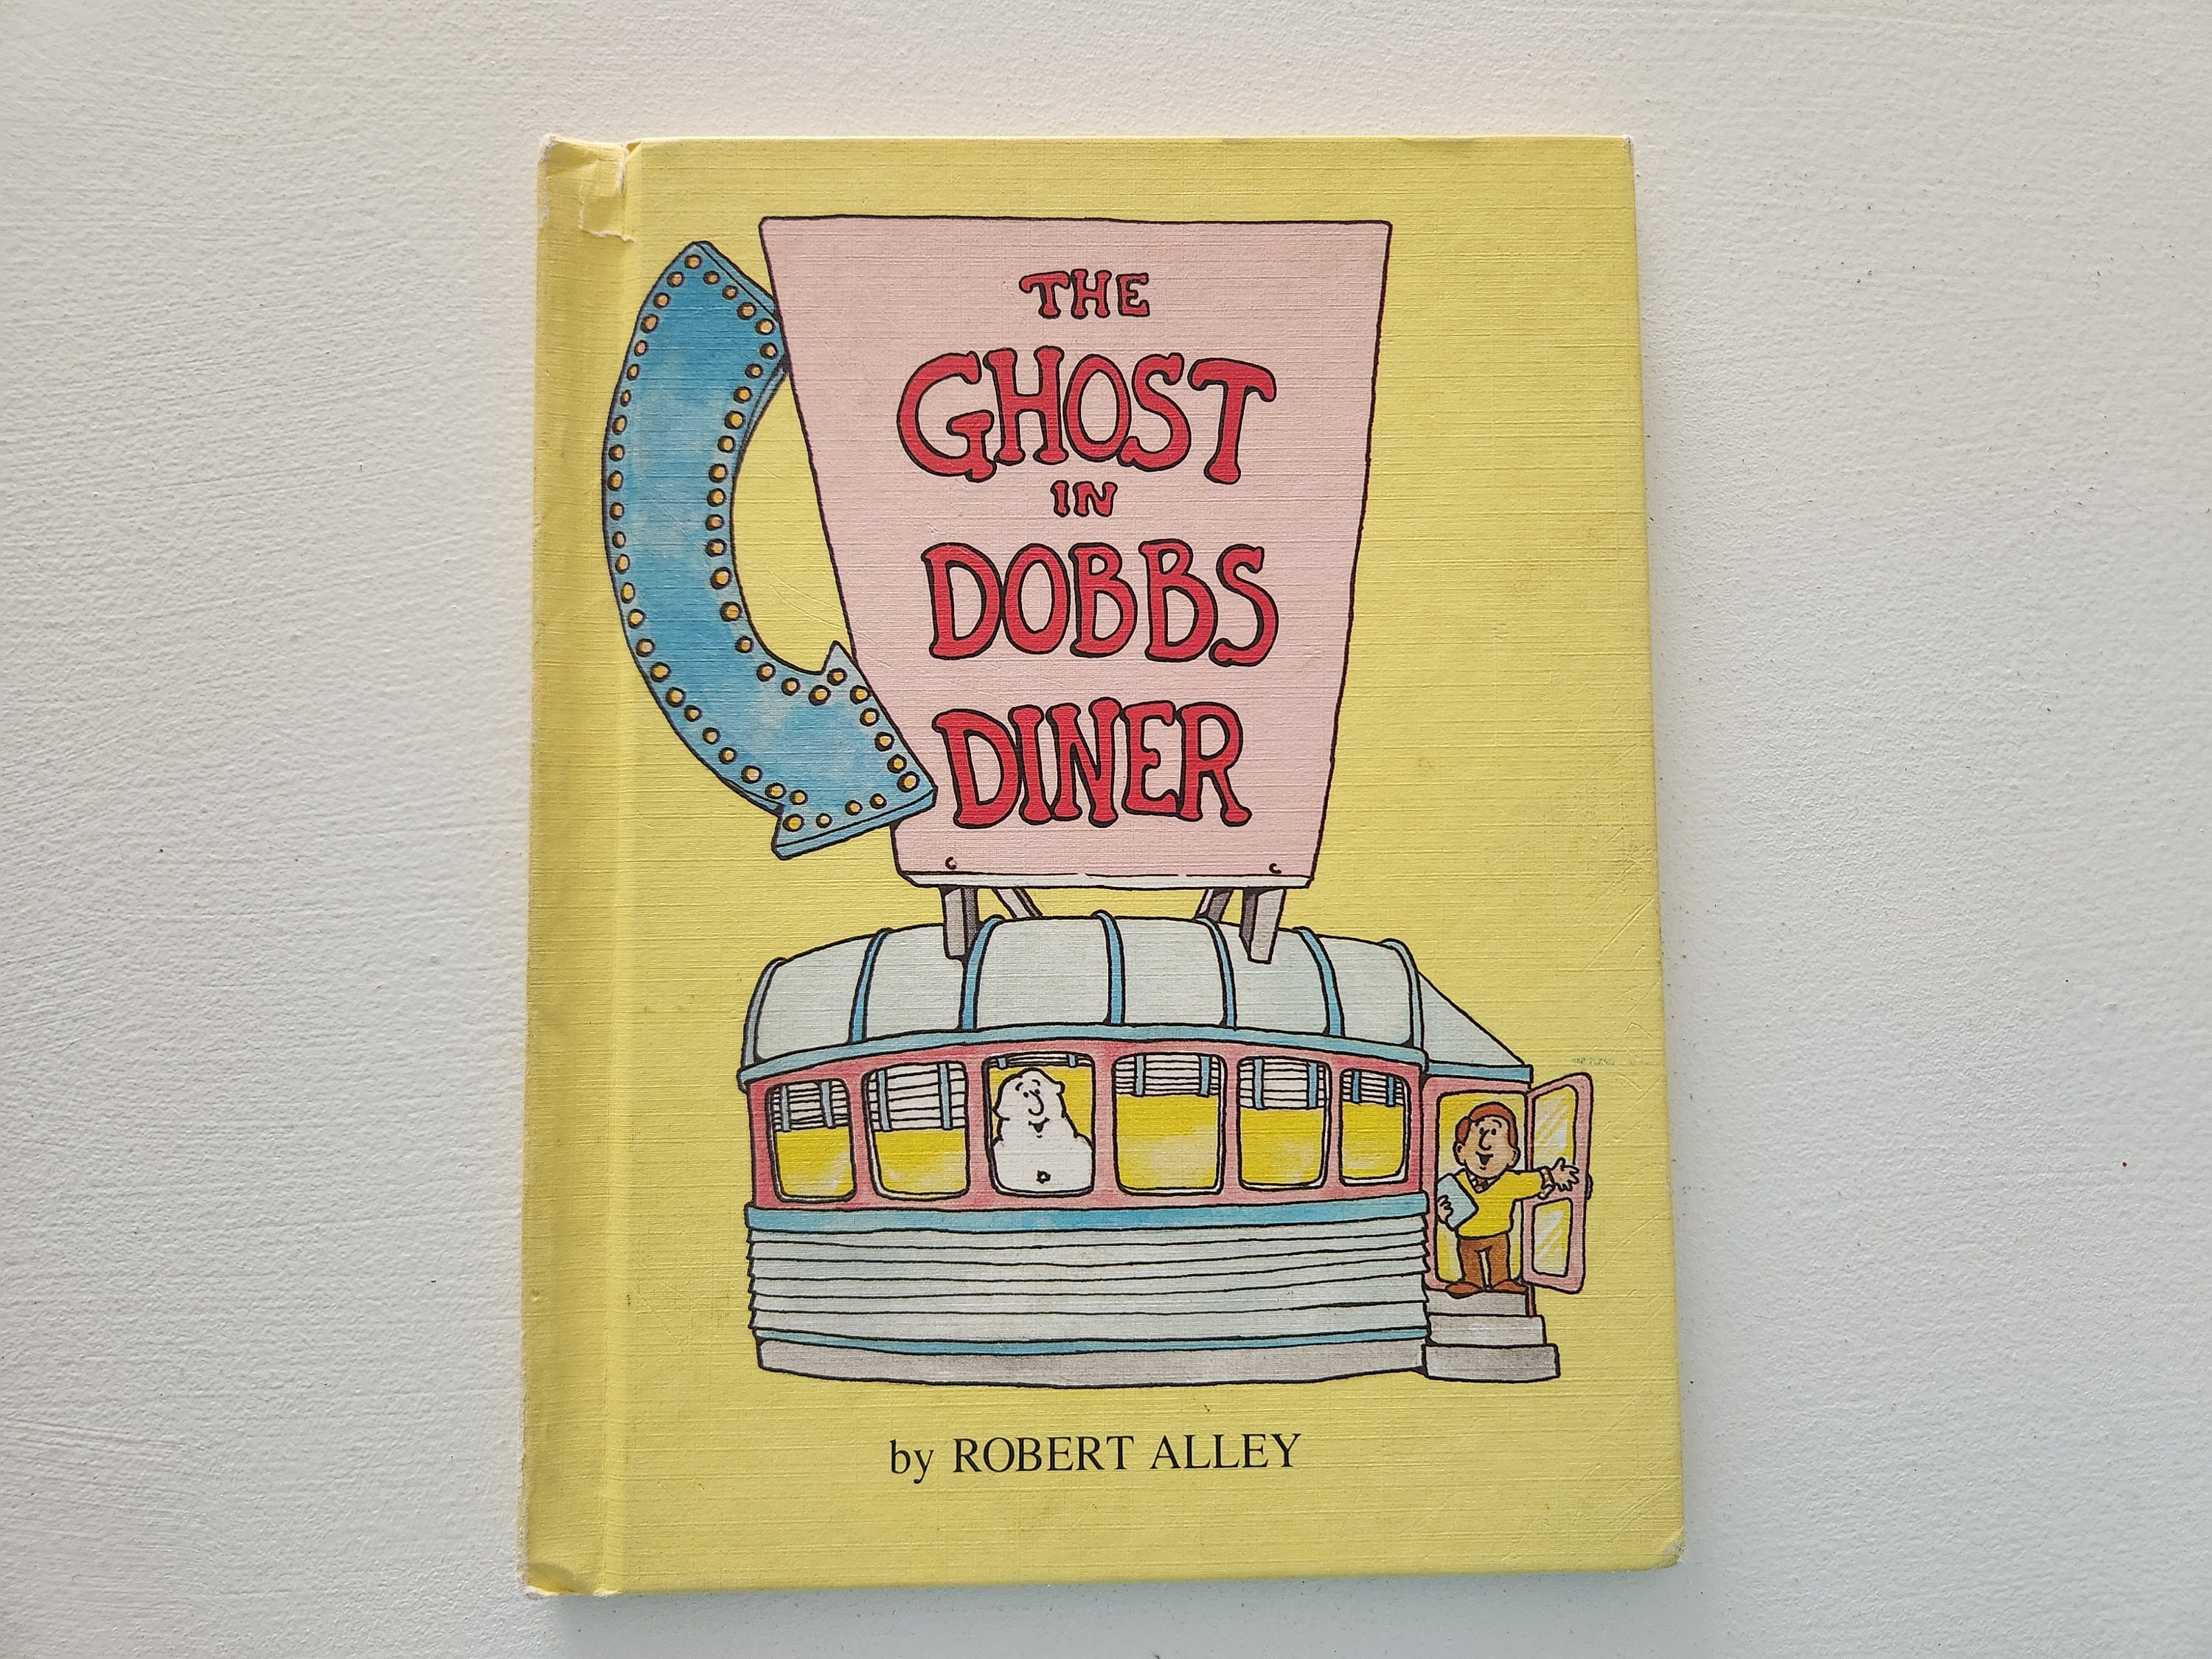 THE
GHOST
IN
DOBBS
DINER
by ROBERT ALLEY